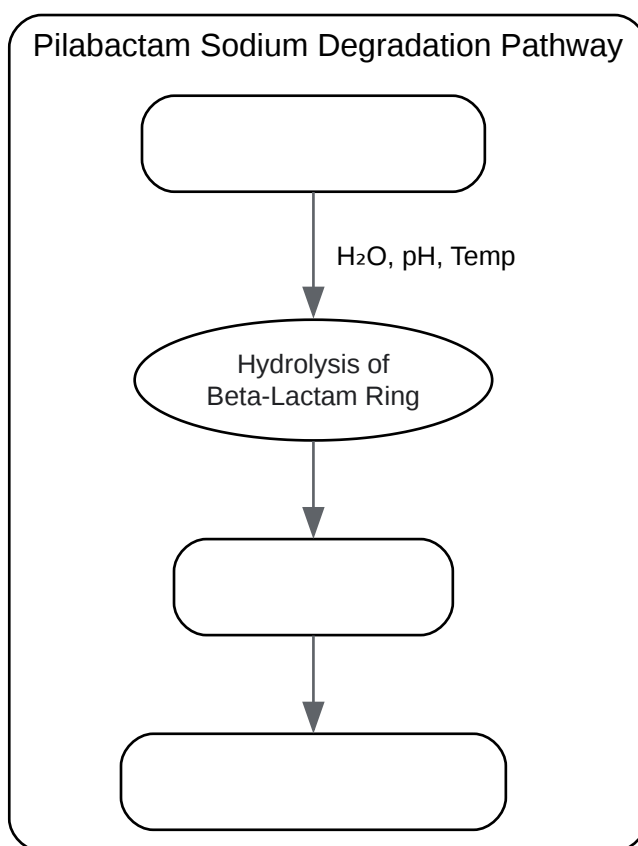 Pilabactam Sodium Degradation Pathway
H₂O, pH, Temp
Hydrolysis of
Beta-Lactam Ring